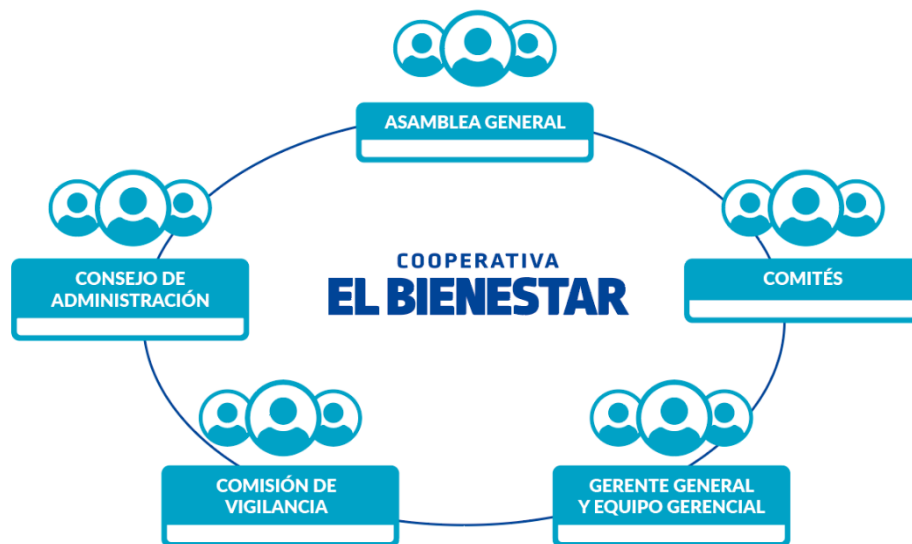 ASAMBLEA GENERAL
CONSEJO DE
ADMINISTRACIÓN
COMITÉS
COOPERATIVA
EL BIENESTAR
COMISIÓN DE
VIGILANCIA
GERENTE GENERAL
Y EQUIPO GERENCIAL